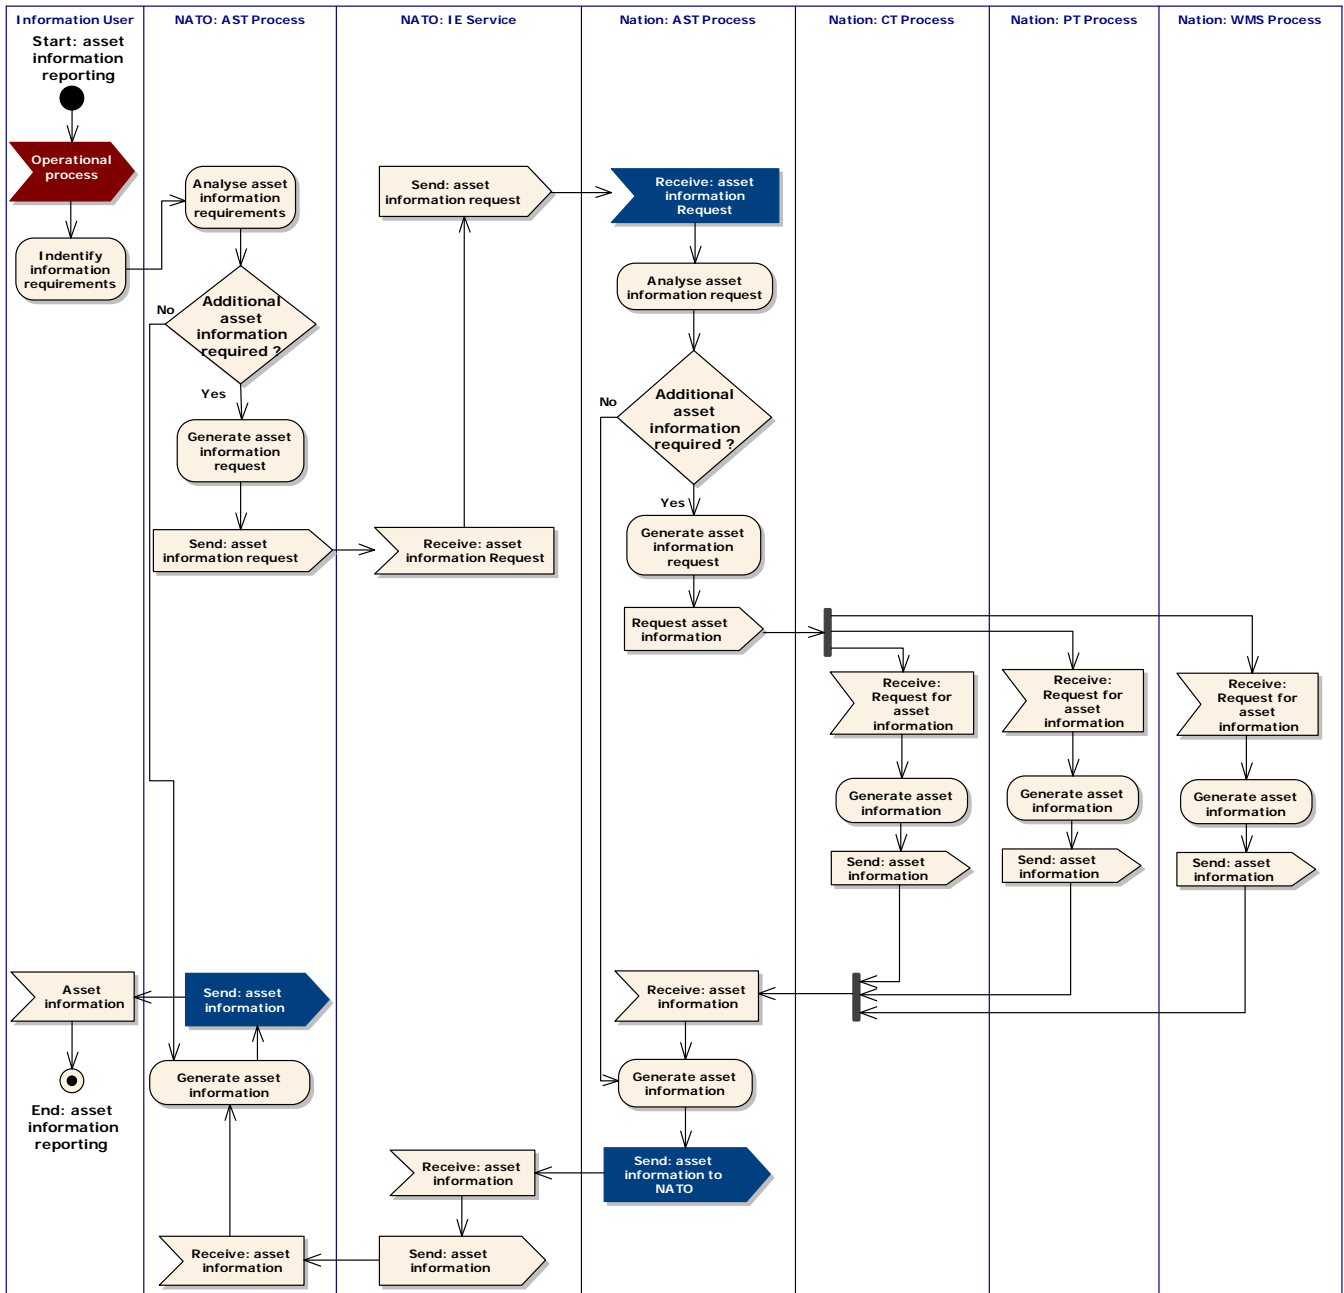 Information User
NATO: AST Process
NATO: IE Service
Nation: AST Process
Nation: CT Process
Nation: PT Process
Nation: WMS Process
Start: asset
information
reporting
Operational
process
Indentify
information
requirements
Analyse asset
information
requirements
No
Additional
asset
information
required ?
Yes
Generate asset
information
request
Send: asset
information request
Receive: asset
information Request
Send: asset
information request
Receive: asset
information
Request
Analyse asset
information request
No
Additional
asset
information
required ?
Yes
Generate asset
information
request
Request asset
information
Receive:
Request for
asset
information
Receive:
Request for
asset
information
Receive:
Request for
asset
information
Generate asset
information
Generate asset
information
Generate asset
information
Send: asset
information
Send: asset
information
Send: asset
information
Receive: asset
information
Generate asset
information
Send: asset
information to
NATO
Receive: asset
information
Send: asset
information
Receive: asset
information
Generate asset
information
Send: asset
information
Asset
information
End: asset
information
reporting